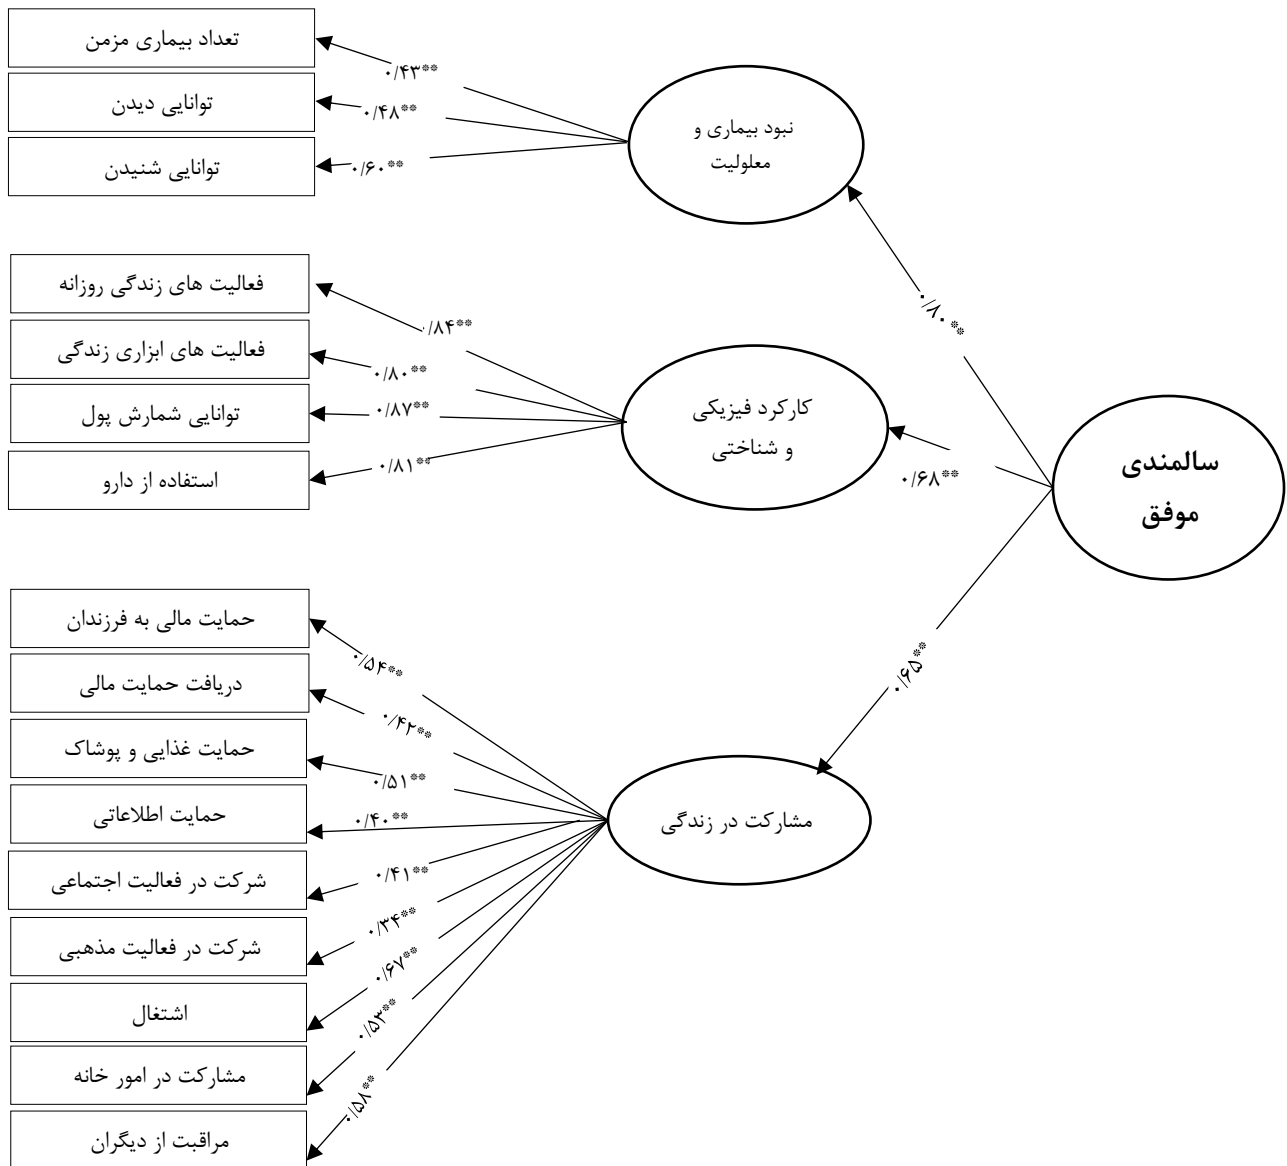 تعداد بیماری مزمن
توانایی دیدن
توانایی شنیدن
۰/۴۳**
۰/۴۸**
۰/۶۰**
نبود بیماری و
معلولیت
فعالیت های زندگی روزانه
فعالیت های ابزاری زندگی
توانایی شمارش پول
استفاده از دارو
۰/۸۴**
۰/۸۰**
۰/۸۷**
۰/۸۱**
کارکرد فیزیکی
و شناختی
۰/۸۰**
۰/۶۸**
۰/۶۵**
سالمندی
موفق
حمایت مالی به فرزندان
دریافت حمایت مالی
حمایت غذایی و پوشاک
حمایت اطلاعاتی
شرکت در فعالیت اجتماعی
شرکت در فعالیت مذهبی
اشتغال
مشارکت در امور خانه
مراقبت از دیگران
۰/۵۴**
۰/۴۲**
۰/۵۱**
۰/۴۰**
۰/۴۱**
۰/۳۴**
۰/۶۷**
۰/۵۳**
۰/۵۸**
مشارکت در زندگی